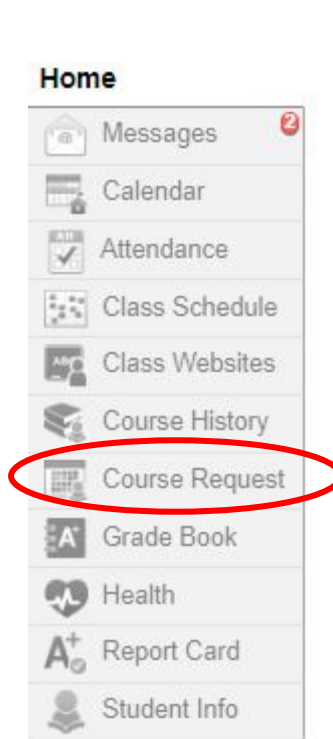 Home
Messages 2
Calendar
Attendance
Class Schedule
Class Websites
Course History
Course Request
Grade Book
Health
Report Card
Student Info